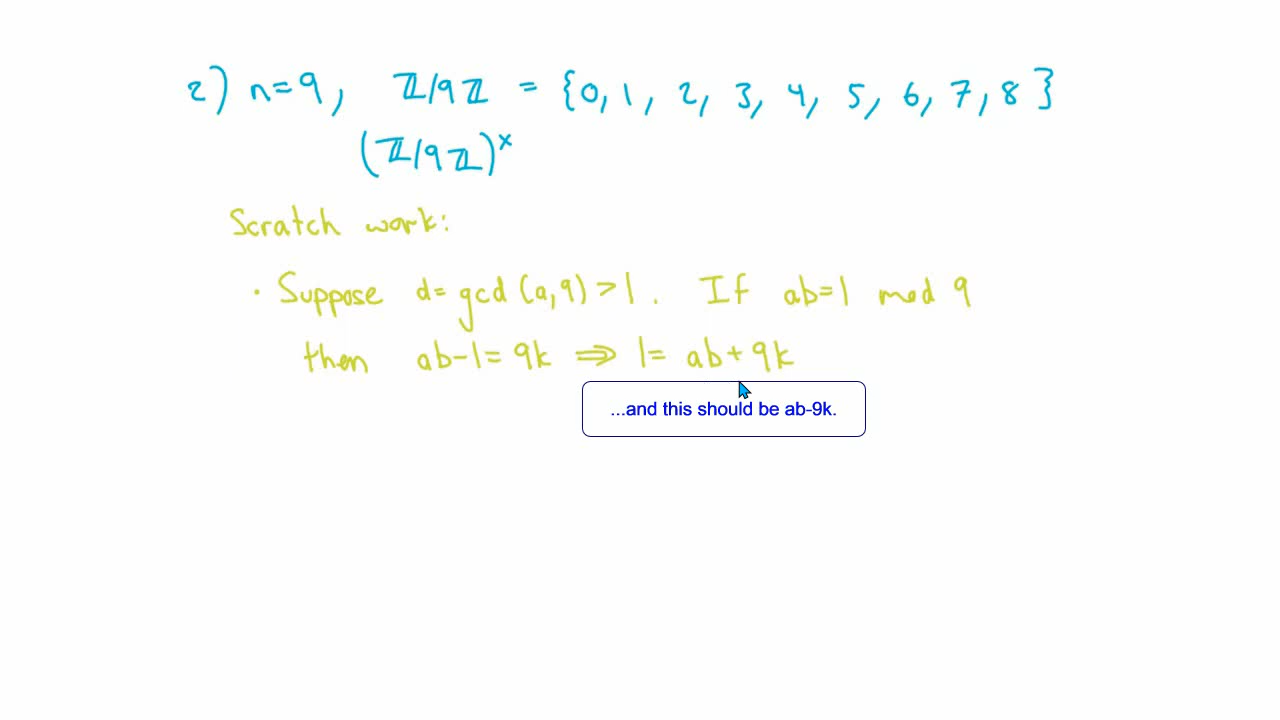 2) n=9, ℤ/9ℤ = {0, 1, 2, 3, 4, 5, 6, 7, 8}
(ℤ/9ℤ)^×
Scratch work:
· Suppose d=gcd(a,9)>1. If ab=1 mod 9
then ab-1=9k ⇒ 1=ab+9k
...and this should be ab-9k.